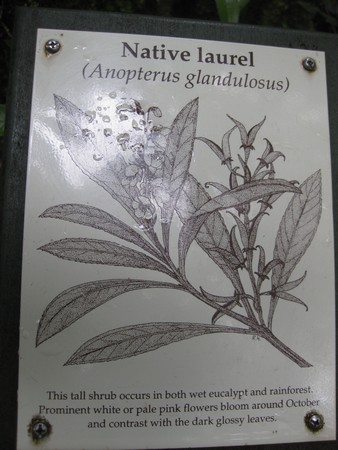 Native laurel
(Anopterus glandulosus)
This tall shrub occurs in both wet eucalypt and rainforest.
Prominent white or pale pink flowers bloom around October
and contrast with the dark glossy leaves.